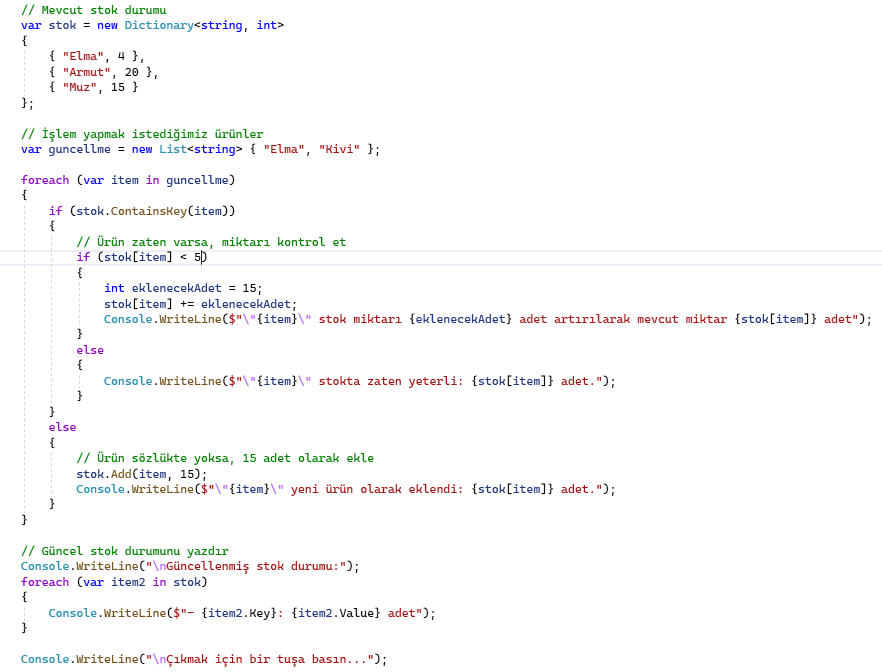 // Mevcut stok durumu
var stok = new Dictionary<string, int>
{
    { "Elma", 4 },
    { "Armut", 20 },
    { "Muz", 15 }
};

// İşlem yapmak istediğimiz ürünler
var guncellme = new List<string> { "Elma", "Kivi" };

foreach (var item in guncellme)
{
    if (stok.ContainsKey(item))
    {
        // Ürün zaten varsa, miktarı kontrol et
        if (stok[item] < 5)
        {
            int eklenecekAdet = 15;
            stok[item] += eklenecekAdet;
            Console.WriteLine($"\"{item}\" stok miktarı {eklenecekAdet} adet artırılarak mevcut miktar {stok[item]} adet");
        }
        else
        {
            Console.WriteLine($"\"{item}\" stokta zaten yeterli: {stok[item]} adet.");
        }
    }
    else
    {
        // Ürün sözlükte yoksa, 15 adet olarak ekle
        stok.Add(item, 15);
        Console.WriteLine($"\"{item}\" yeni ürün olarak eklendi: {stok[item]} adet.");
    }
}

// Güncel stok durumunu yazdır
Console.WriteLine("\nGüncellenmiş stok durumu:");
foreach (var item2 in stok)
{
    Console.WriteLine($"- {item2.Key}: {item2.Value} adet");
}

Console.WriteLine("\nÇıkmak için bir tuşa basın...");